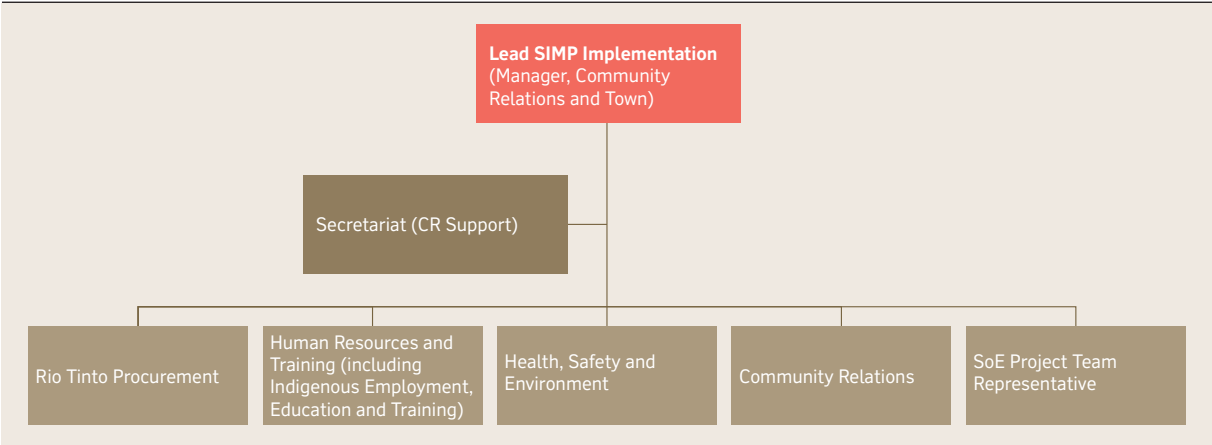 Lead SIMP Implementation
(Manager, Community
Relations and Town)
Secretariat (CR Support)
Rio Tinto Procurement
Human Resources and
Training (including
Indigenous Employment,
Education and Training)
Health, Safety and
Environment
Community Relations
SoE Project Team
Representative